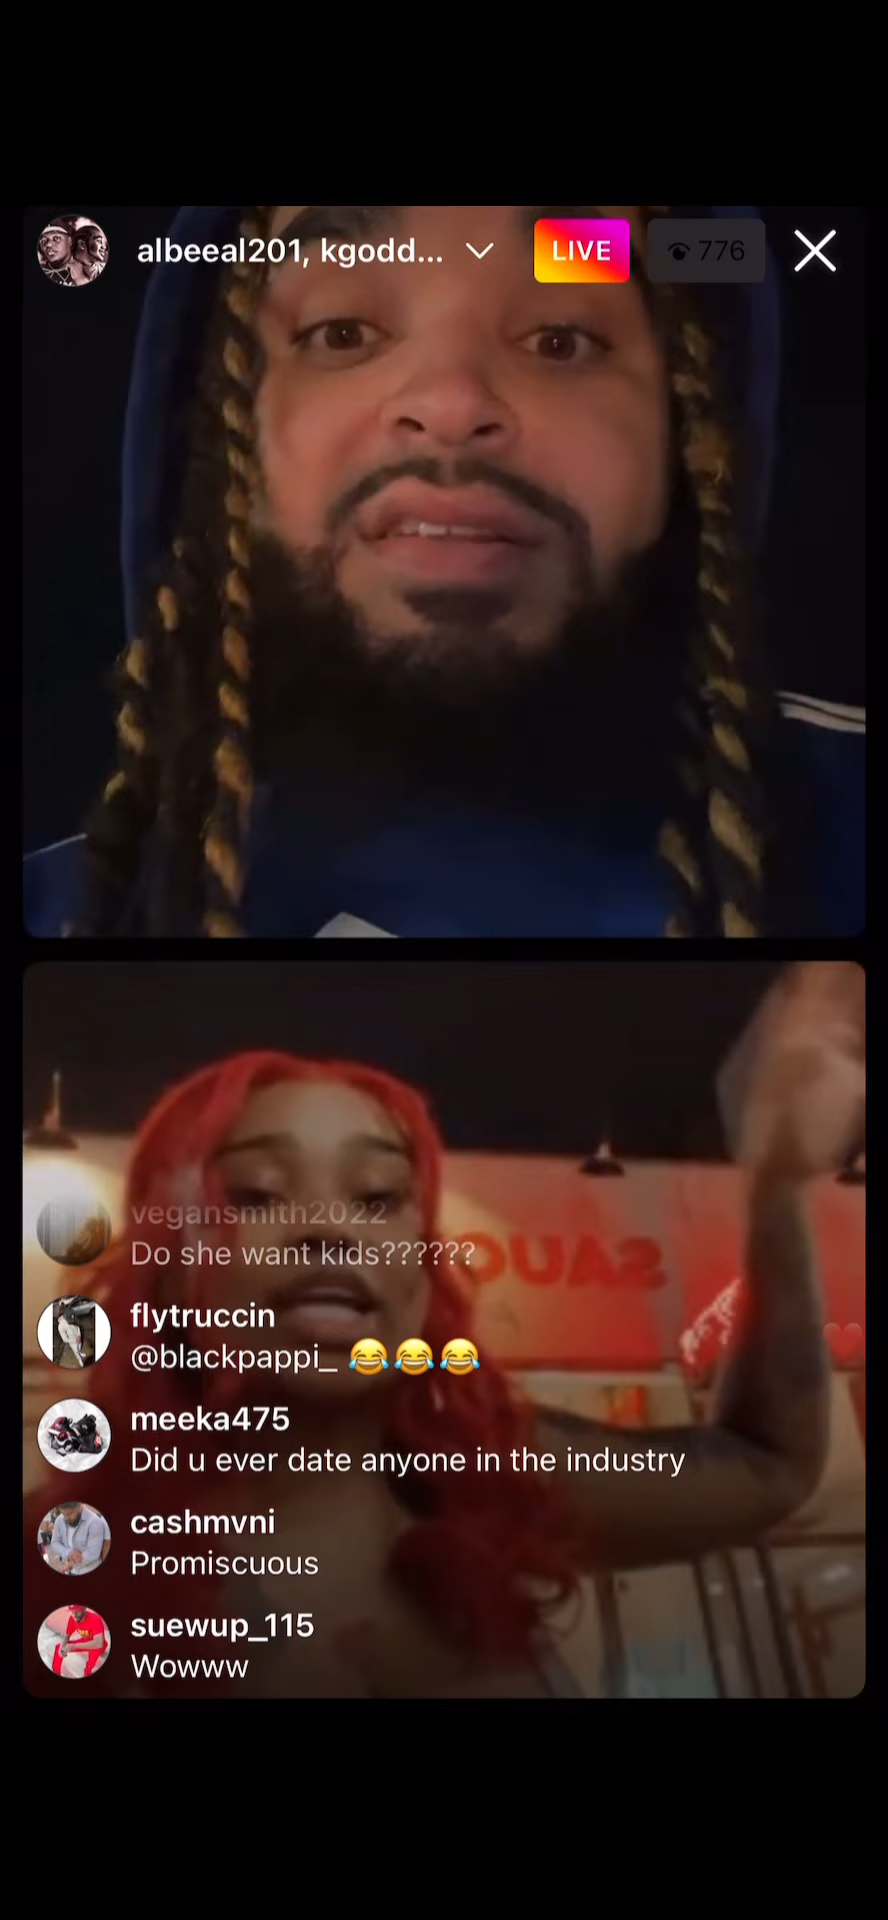 albeeal201, kgodd...
LIVE
776
vegansmith2022
Do she want kids??????
flytruccin
@blackpappi_ 😂😂😂
meeka475
Did u ever date anyone in the industry
cashmvni
Promiscuous
suewup_115
Wowww